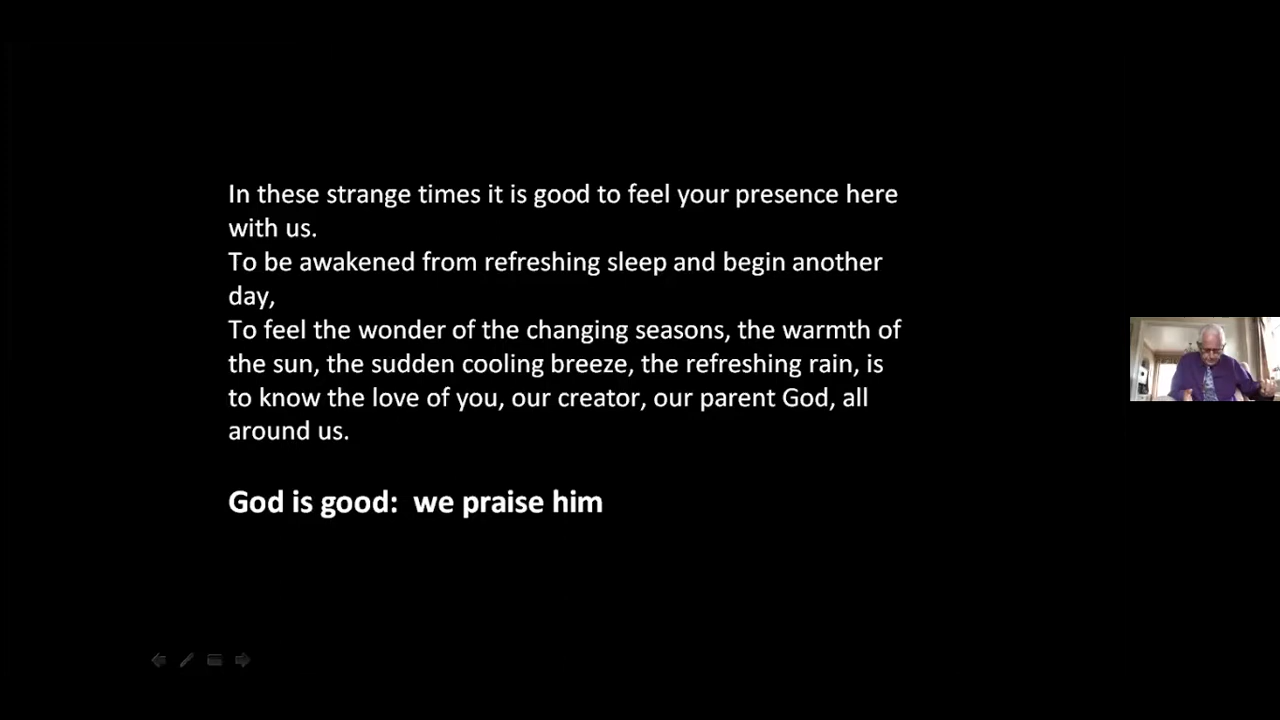 In these strange times it is good to feel your presence here
with us.
To be awakened from refreshing sleep and begin another
day,
To feel the wonder of the changing seasons, the warmth of
the sun, the sudden cooling breeze, the refreshing rain, is
to know the love of you, our creator, our parent God, all
around us.
God is good:  we praise him